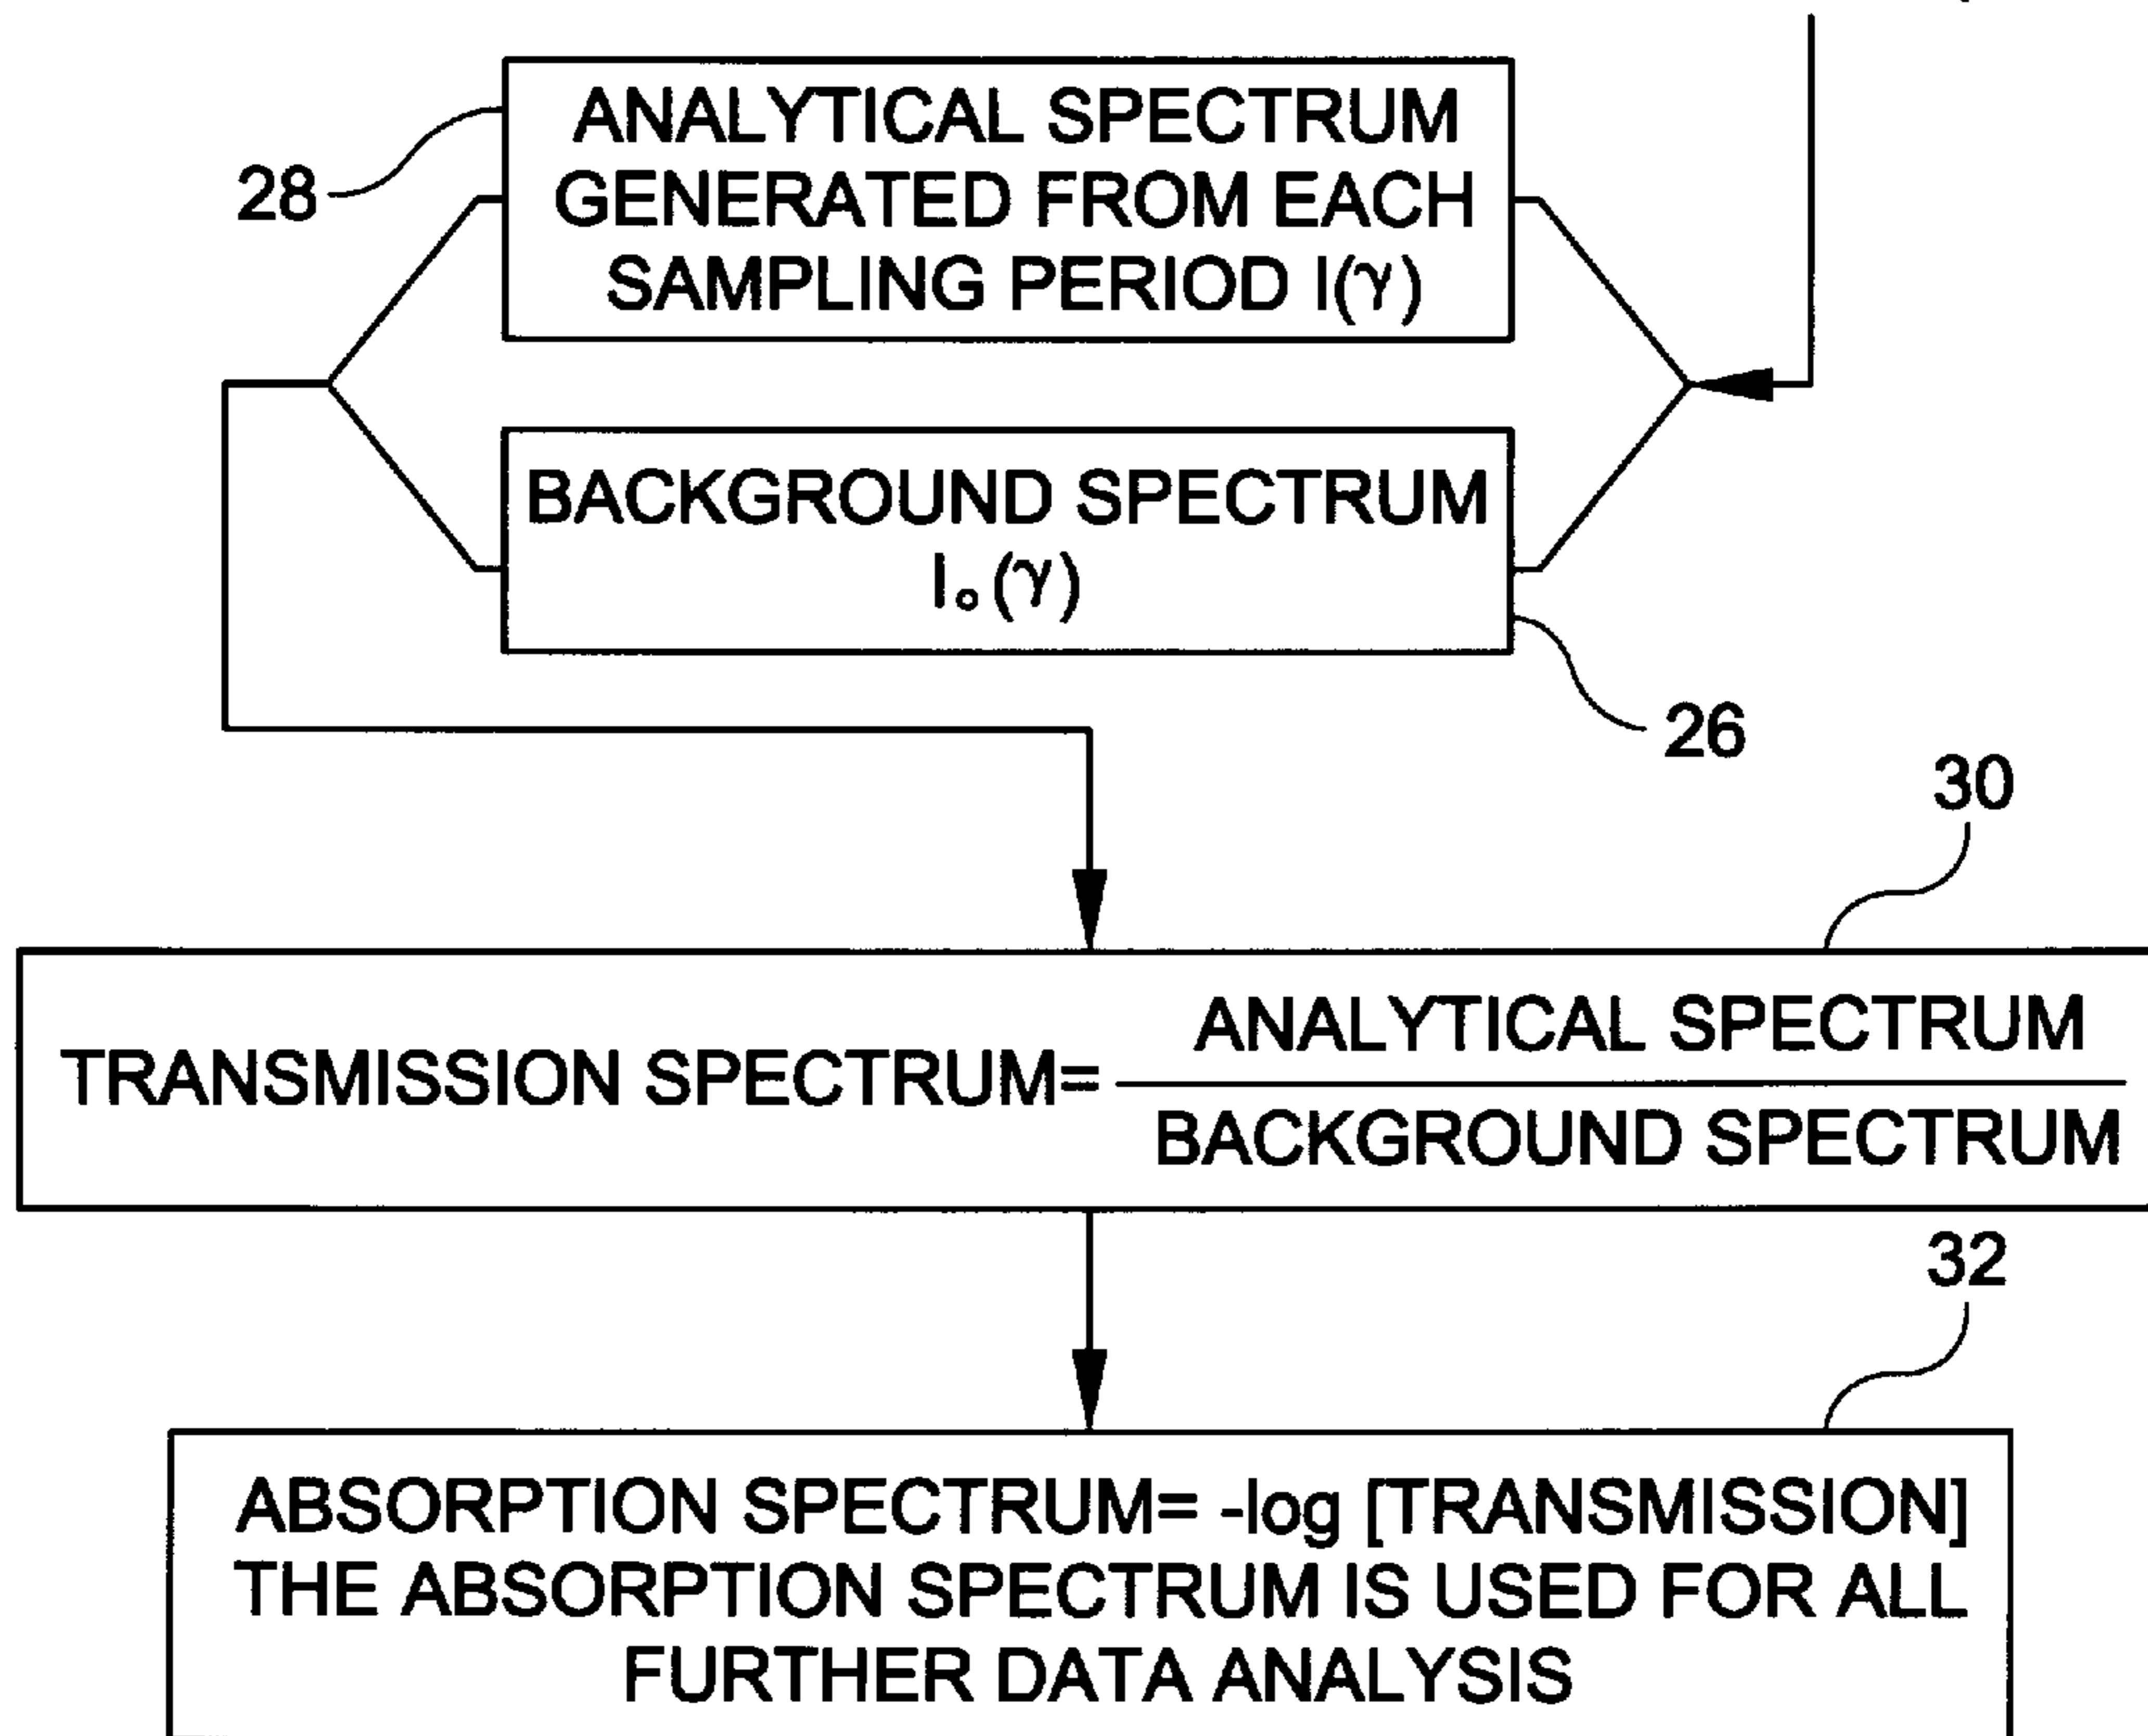 ANALYTICAL SPECTRUM
GENERATED FROM EACH
SAMPLING PERIOD I(γ)
28
BACKGROUND SPECTRUM
I₀(γ)
26
30
TRANSMISSION SPECTRUM=
ANALYTICAL SPECTRUM
BACKGROUND SPECTRUM
32
ABSORPTION SPECTRUM= -log [TRANSMISSION]
THE ABSORPTION SPECTRUM IS USED FOR ALL
FURTHER DATA ANALYSIS